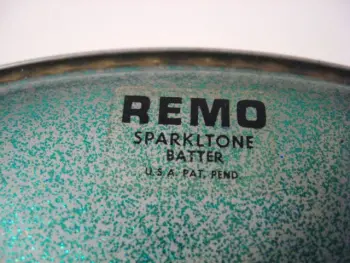 REMO
SPARKLTONE
BATTER
U.S.A. PAT. PEND.